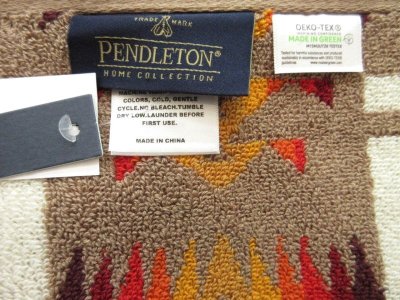 TRADE MARK
PENDLETON®
HOME COLLECTION
COLORS, COLD, GENTLE
CYCLE.NO BLEACH.TUMBLE
DRY LOW.LAUNDER BEFORE
FIRST USE.
MADE IN CHINA
OEKO-TEX®
MADE IN GREEN